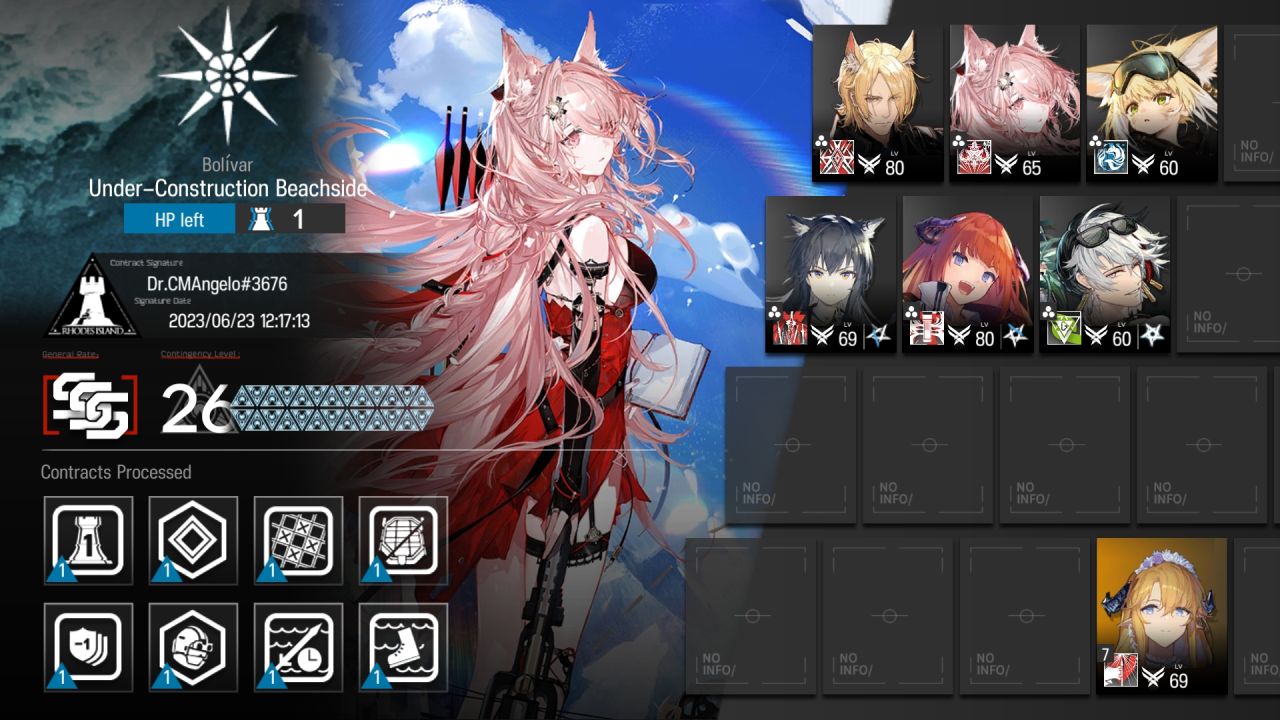 Bolívar
Under-Construction Beachside
HP left 1
Contract Signature
Dr.CMAngelo#3676
Signature Date
2023/06/23 12:17:13
RHODES ISLAND
General Rate:
Contingency Level:
26
Contracts Processed
1
1 1 1 1
-1
1 1 1 1
LV 80
LV 65
LV 60
NO INFO/
LV 69
LV 80
LV 60
NO INFO/
NO INFO/
NO INFO/
NO INFO/
NO INFO/
NO INFO/
NO INFO/
NO INFO/
7
LV 69
NO INFO/